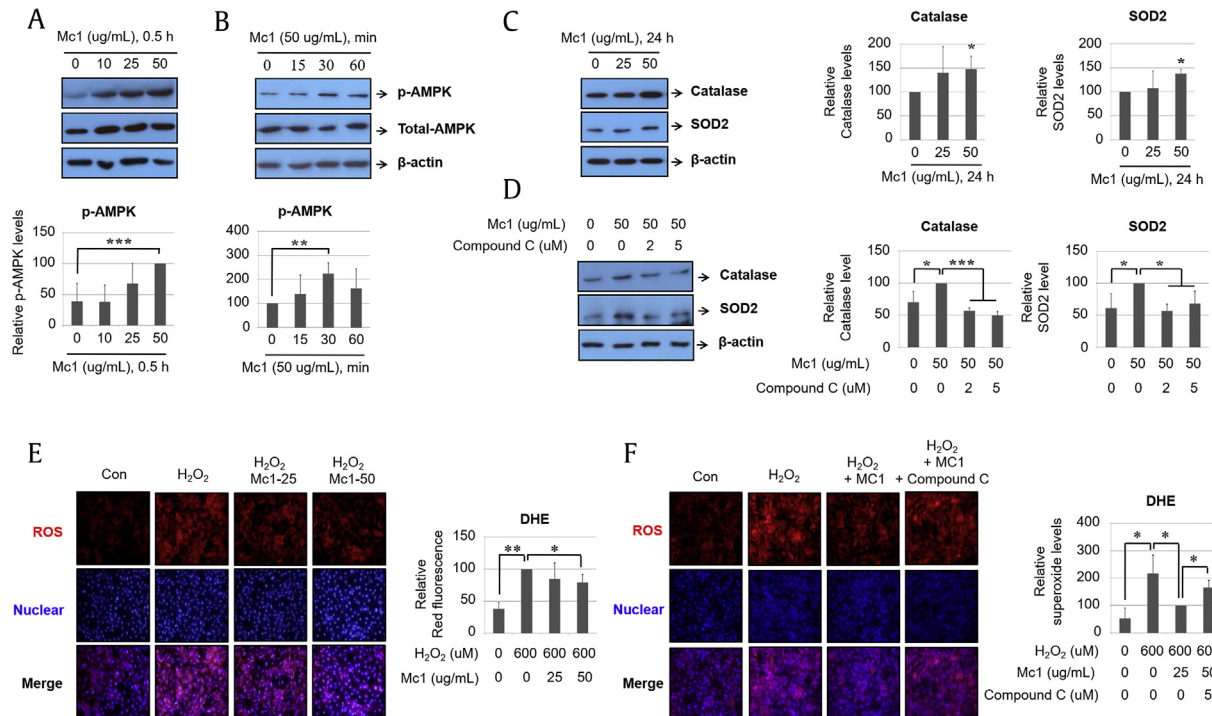 A
Mc1 (ug/mL), 0.5 h
0 10 25 50
B
Mc1 (50 ug/mL), min
0 15 30 60
p-AMPK
Total-AMPK
β-actin
p-AMPK
Relative p-AMPK levels
150
100
50
0
***
0 10 25 50
Mc1 (ug/mL), 0.5 h
p-AMPK
400
300
200
100
0
**
0 15 30 60
Mc1 (50 ug/mL), min
C
Mc1 (ug/mL), 24 h
0 25 50
Catalase
SOD2
β-actin
Catalase
Relative
Catalase levels
200
150
100
50
0
*
0 25 50
Mc1 (ug/mL), 24 h
SOD2
Relative
SOD2 levels
200
150
100
50
0
*
0 25 50
Mc1 (ug/mL), 24 h
D
Mc1 (ug/mL) 0 50 50 50
Compound C (uM) 0 0 2 5
Catalase
SOD2
β-actin
Catalase
Relative
Catalase level
150
100
50
0
* ***
SOD2
Relative
SOD2 level
150
100
50
0
* *
Mc1 (ug/mL) 0 50 50 50 0 50 50 50
Compound C (uM) 0 0 2 5 0 0 2 5
E
Con
H2O2
H2O2
Mc1-25
H2O2
Mc1-50
ROS
Nuclear
Merge
DHE
Relative
Red fluorescence
150
100
50
0
** *
H2O2 (uM) 0 600 600 600
Mc1 (ug/mL) 0 0 25 50
F
Con
H2O2
H2O2
+ MC1
H2O2
+ MC1
+ Compound C
ROS
Nuclear
Merge
DHE
Relative
superoxide levels
400
300
200
100
0
* * *
H2O2 (uM) 0 600 600
Mc1 (ug/mL) 0 0 25
Compound C (uM) 0 0 0